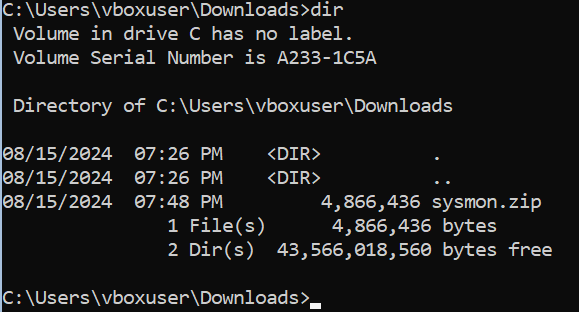 C:\Users\vboxuser\Downloads>dir
 Volume in drive C has no label.
 Volume Serial Number is A233-1C5A

 Directory of C:\Users\vboxuser\Downloads

08/15/2024  07:26 PM    <DIR>          .
08/15/2024  07:26 PM    <DIR>          ..
08/15/2024  07:48 PM         4,866,436 sysmon.zip
               1 File(s)      4,866,436 bytes
               2 Dir(s)  43,566,018,560 bytes free

C:\Users\vboxuser\Downloads>